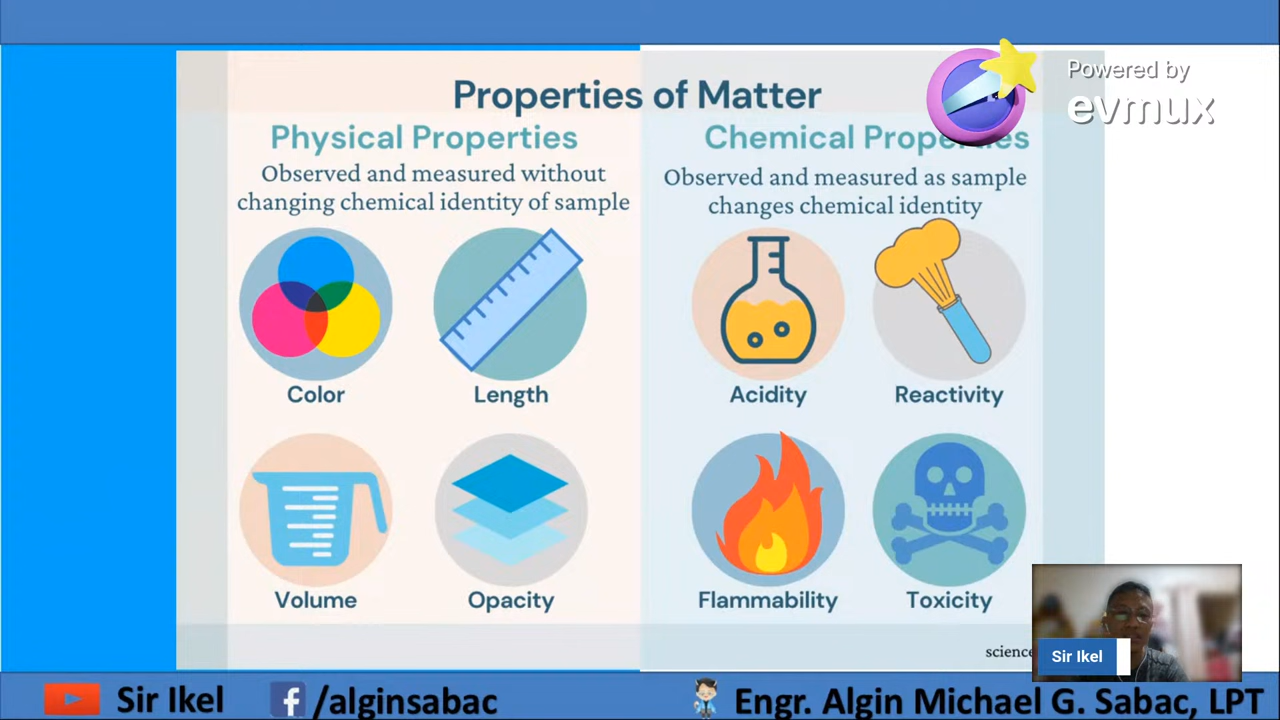 Powered by
evmux
Properties of Matter
Physical Properties
Observed and measured without
changing chemical identity of sample
Color
Length
Volume
Opacity
Chemical Properties
Observed and measured as sample
changes chemical identity
Acidity
Reactivity
Flammability
Toxicity
science
Sir Ikel
Sir Ikel
/alginsabac
Engr. Algin Michael G. Sabac, LPT